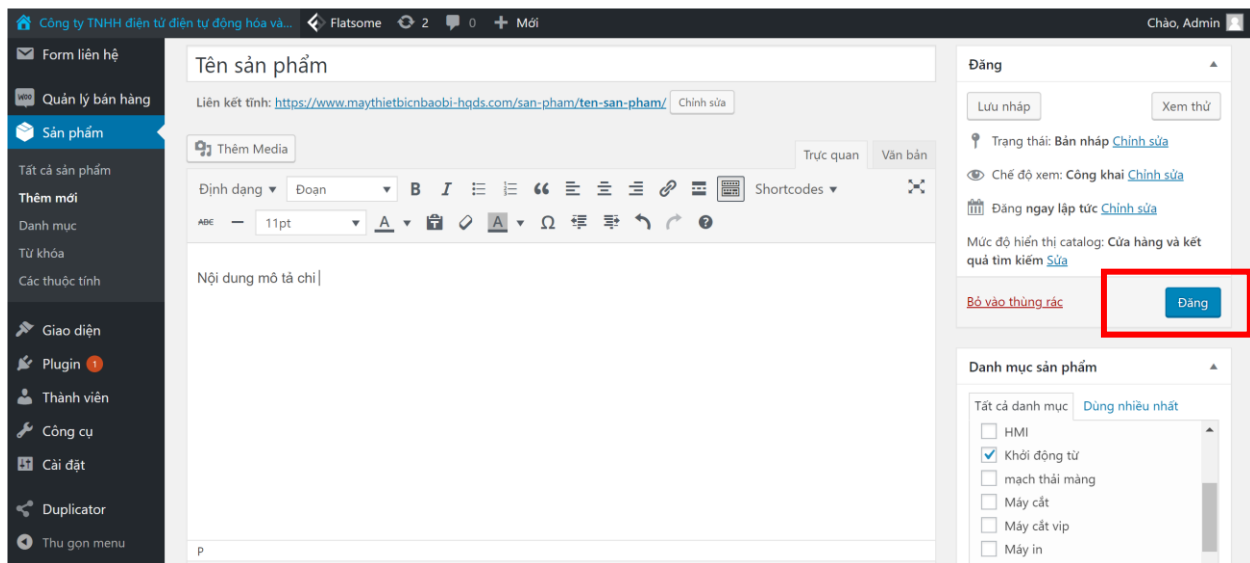 Công ty TNHH điện tử điện tự động hóa và... Flatsome 2 0 Mới Chào, Admin
Form liên hệ
Quản lý bán hàng
Sản phẩm
Tất cả sản phẩm
Thêm mới
Danh mục
Từ khóa
Các thuộc tính
Giao diện
Plugin 1
Thành viên
Công cụ
Cài đặt
Duplicator
Thu gọn menu
Tên sản phẩm
Liên kết tĩnh: https://www.maythietbicnbaobi-hqds.com/san-pham/ten-san-pham/ Chỉnh sửa
Thêm Media
Trực quan Văn bản
Định dạng Đoạn B I Shortcodes
ABC 11pt A A Ω
Nội dung mô tả chi
P
Đăng
Lưu nháp Xem thử
Trạng thái: Bản nháp Chỉnh sửa
Chế độ xem: Công khai Chỉnh sửa
Đăng ngay lập tức Chỉnh sửa
Mức độ hiển thị catalog: Cửa hàng và kết
quả tìm kiếm Sửa
Bỏ vào thùng rác Đăng
Danh mục sản phẩm
Tất cả danh mục Dùng nhiều nhất
HMI
Khởi động từ
mạch thải màng
Máy cắt
Máy cắt vip
Máy in